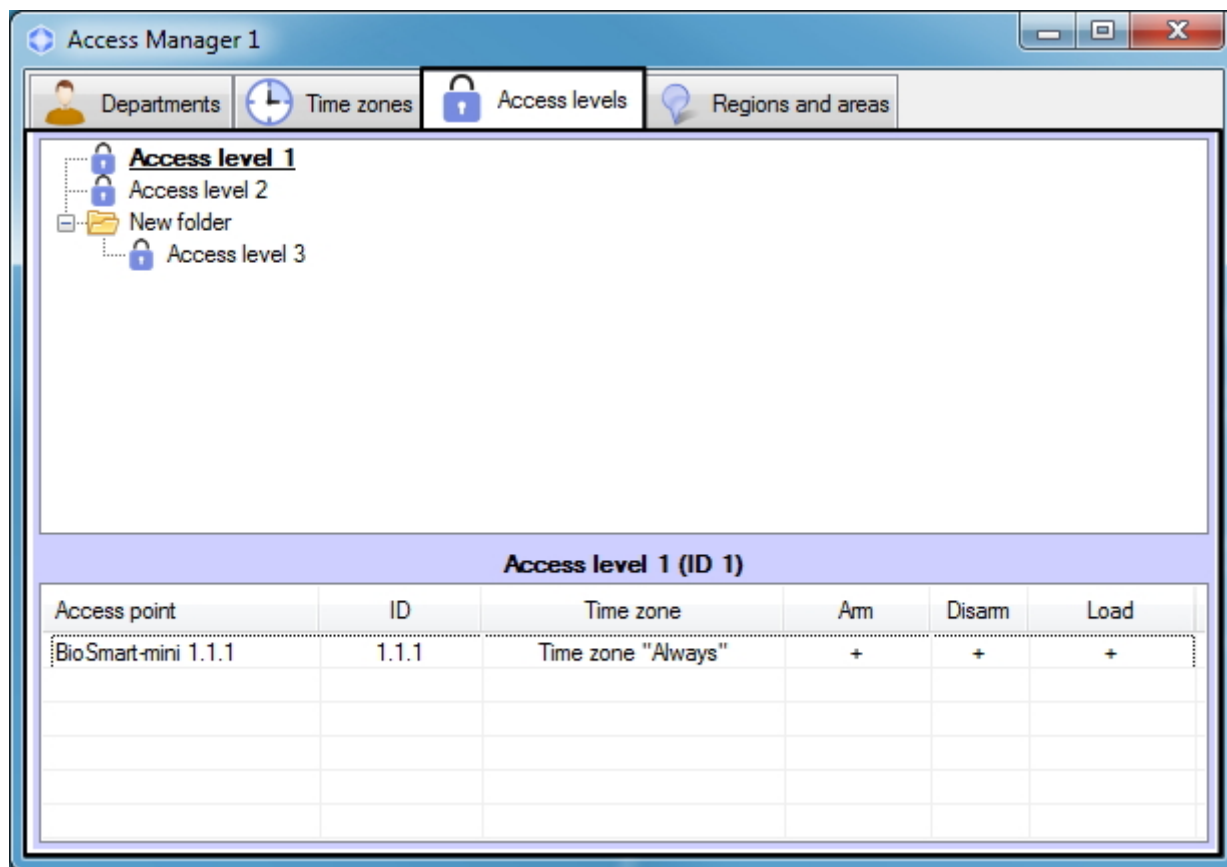 Access Manager 1
Departments Time zones Access levels Regions and areas
Access level 1
Access level 2
New folder
Access level 3
Access level 1 (ID 1)
Access point ID Time zone Arm Disarm Load
BioSmart-mini 1.1.1 1.1.1 Time zone "Always" + + +